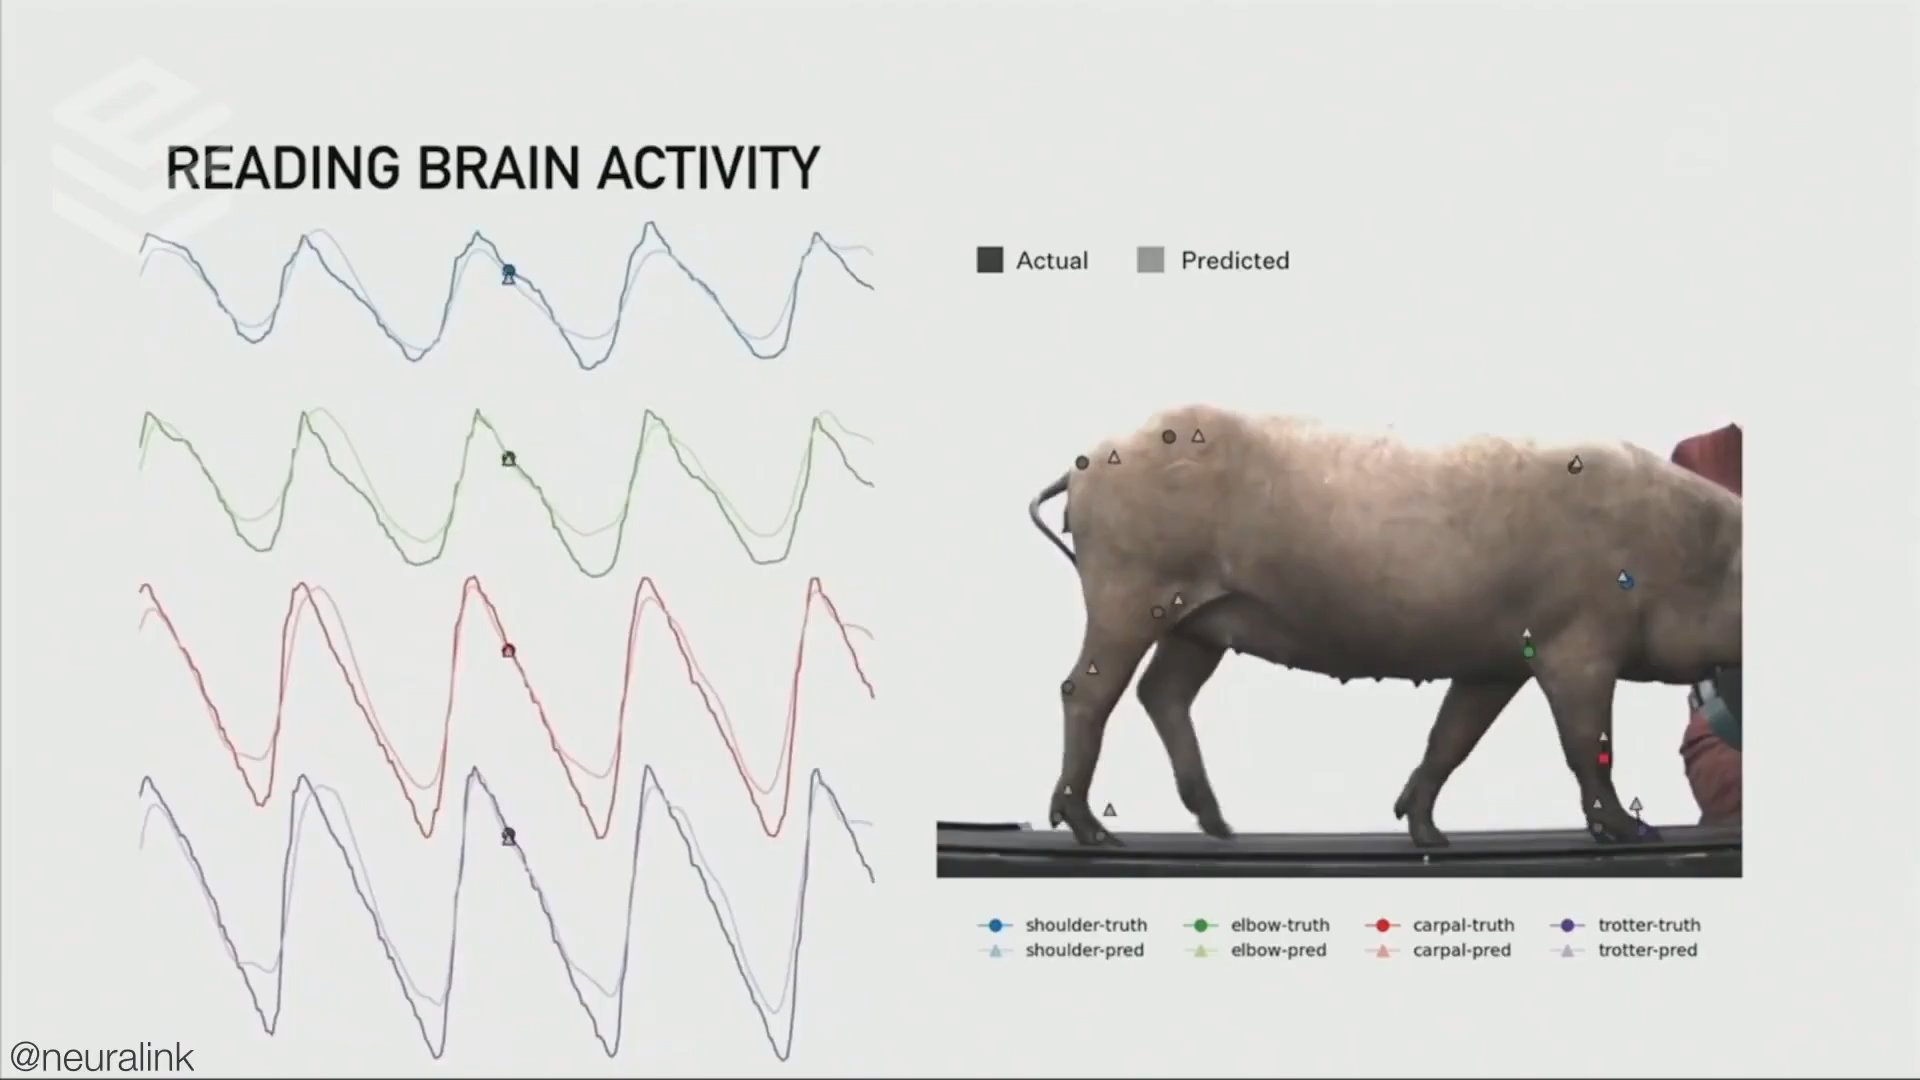 READING BRAIN ACTIVITY
Actual Predicted
shoulder-truth elbow-truth carpal-truth trotter-truth
shoulder-pred elbow-pred carpal-pred trotter-pred
@neuralink